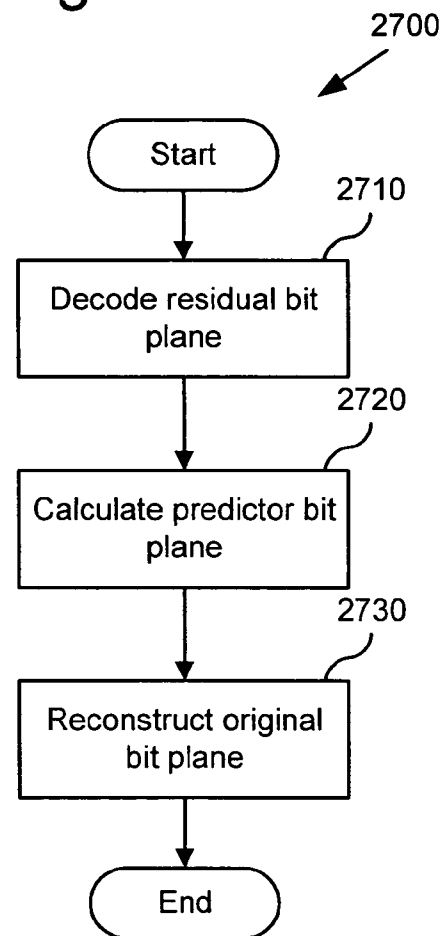 2700
Start
2710
Decode residual bit
plane
2720
Calculate predictor bit
plane
2730
Reconstruct original
bit plane
End